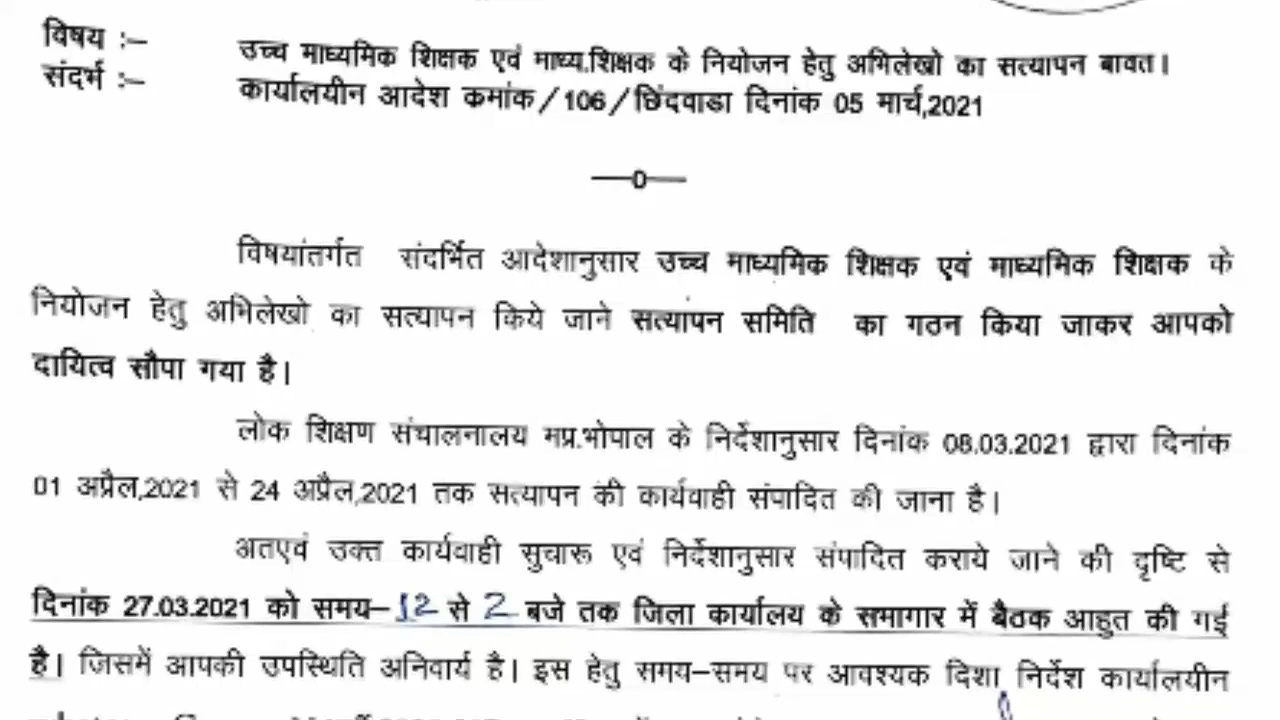 विषय :–
उच्च माध्यमिक शिक्षक एवं माध्य.शिक्षक के नियोजन हेतु अभिलेखो का सत्यापन बावत।
संदर्भ :–
कार्यालयीन आदेश कमांक/106/छिंदवाडा दिनांक 05 मार्च,2021
—0—
विषयांतर्गत संदर्भित आदेशानुसार उच्च माध्यमिक शिक्षक एवं माध्यमिक शिक्षक के
नियोजन हेतु अभिलेखो का सत्यापन किये जाने सत्यापन समिति का गठन किया जाकर आपको
दायित्व सौपा गया है।
लोक शिक्षण संचालनालय मप्र.भोपाल के निर्देशानुसार दिनांक 08.03.2021 द्वारा दिनांक
01 अप्रैल,2021 से 24 अप्रैल,2021 तक सत्यापन की कार्यवाही संपादित की जाना है।
अतएवं उक्त कार्यवाही सुचारू एवं निर्देशानुसार संपादित कराये जाने की दृष्टि से
दिनांक 27.03.2021 को समय–12 से 2 बजे तक जिला कार्यालय के समागार में बैठक आहुत की गई
है। जिसमें आपकी उपस्थिति अनिवार्य है। इस हेतु समय–समय पर आवश्यक दिशा निर्देश कार्यालयीन